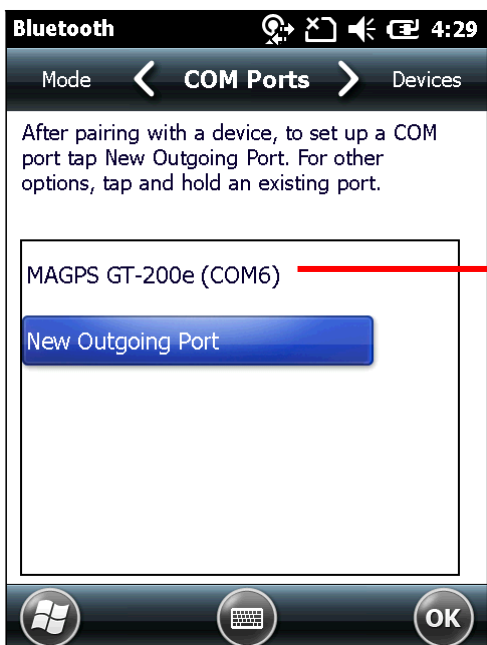 Bluetooth 4:29
Mode COM Ports Devices
After pairing with a device, to set up a COM
port tap New Outgoing Port. For other
options, tap and hold an existing port.
MAGPS GT-200e (COM6)
New Outgoing Port
OK